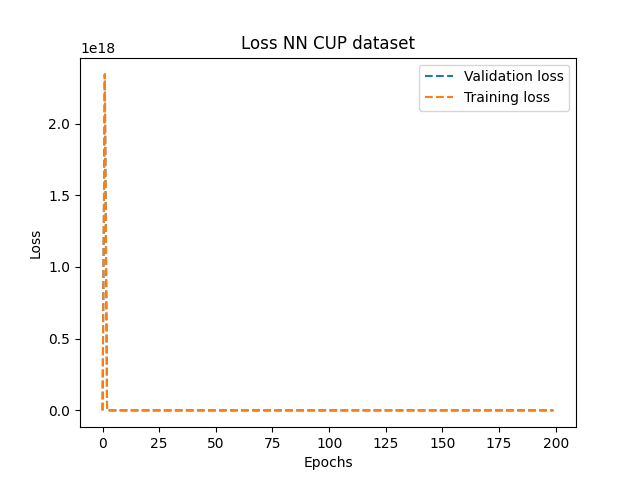 Loss NN CUP dataset
1e18
Validation loss
Training loss
2.0
1.5
1.0
0.5
0.0
Loss
0 25 50 75 100 125 150 175 200
Epochs